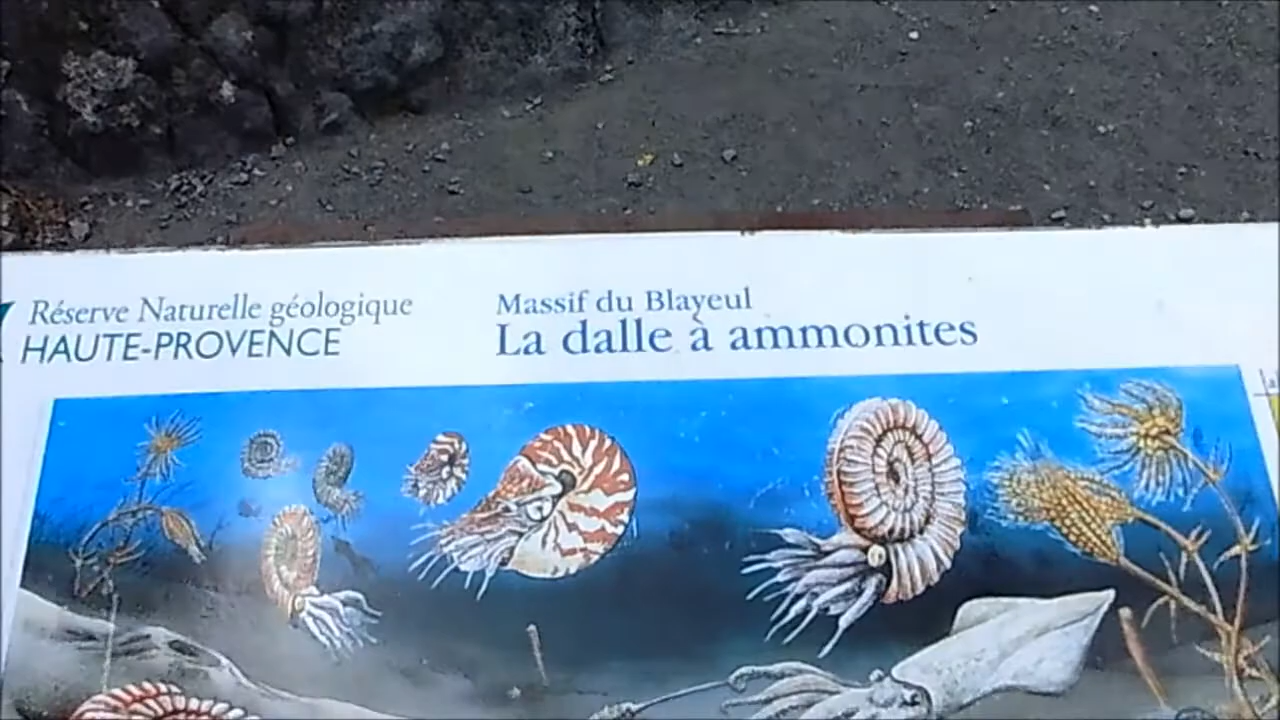 Réserve Naturelle géologique
HAUTE-PROVENCE
Massif du Blayeul
La dalle à ammonites